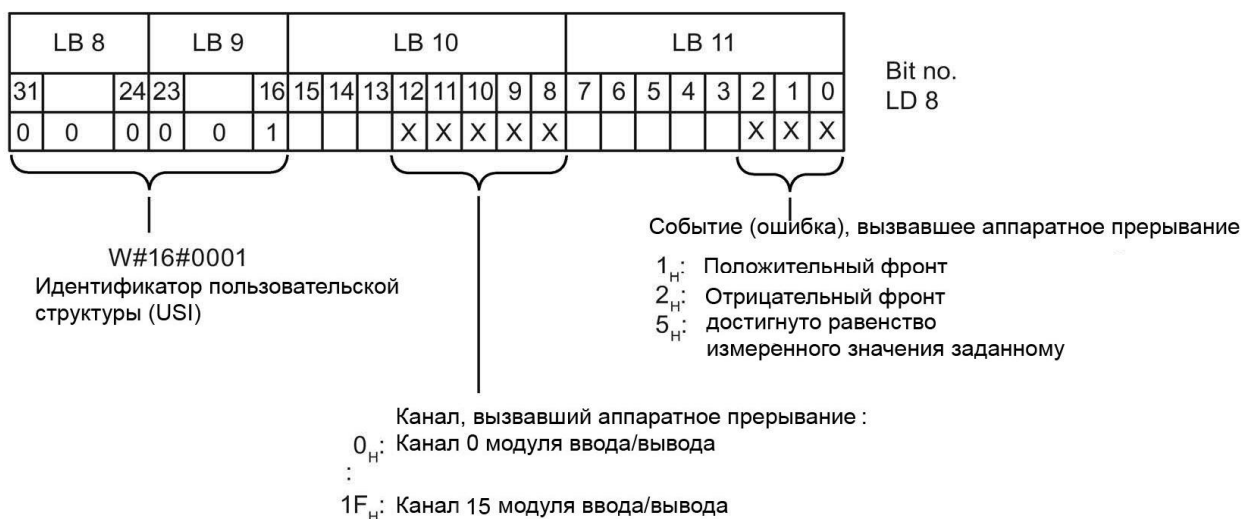 LB 8 LB 9 LB 10 LB 11
31 24 23 16 15 14 13 12 11 10 9 8 7 6 5 4 3 2 1 0
0 0 0 0 0 1 X X X X X X X X
Bit no.
LD 8
W#16#0001
Идентификатор пользовательской
структуры (USI)
Событие (ошибка), вызвавшее аппаратное прерывание
1H: Положительный фронт
2H: Отрицательный фронт
5H: достигнуто равенство
измеренного значения заданному
Канал, вызвавший аппаратное прерывание :
0H: Канал 0 модуля ввода/вывода
:
1FH: Канал 15 модуля ввода/вывода